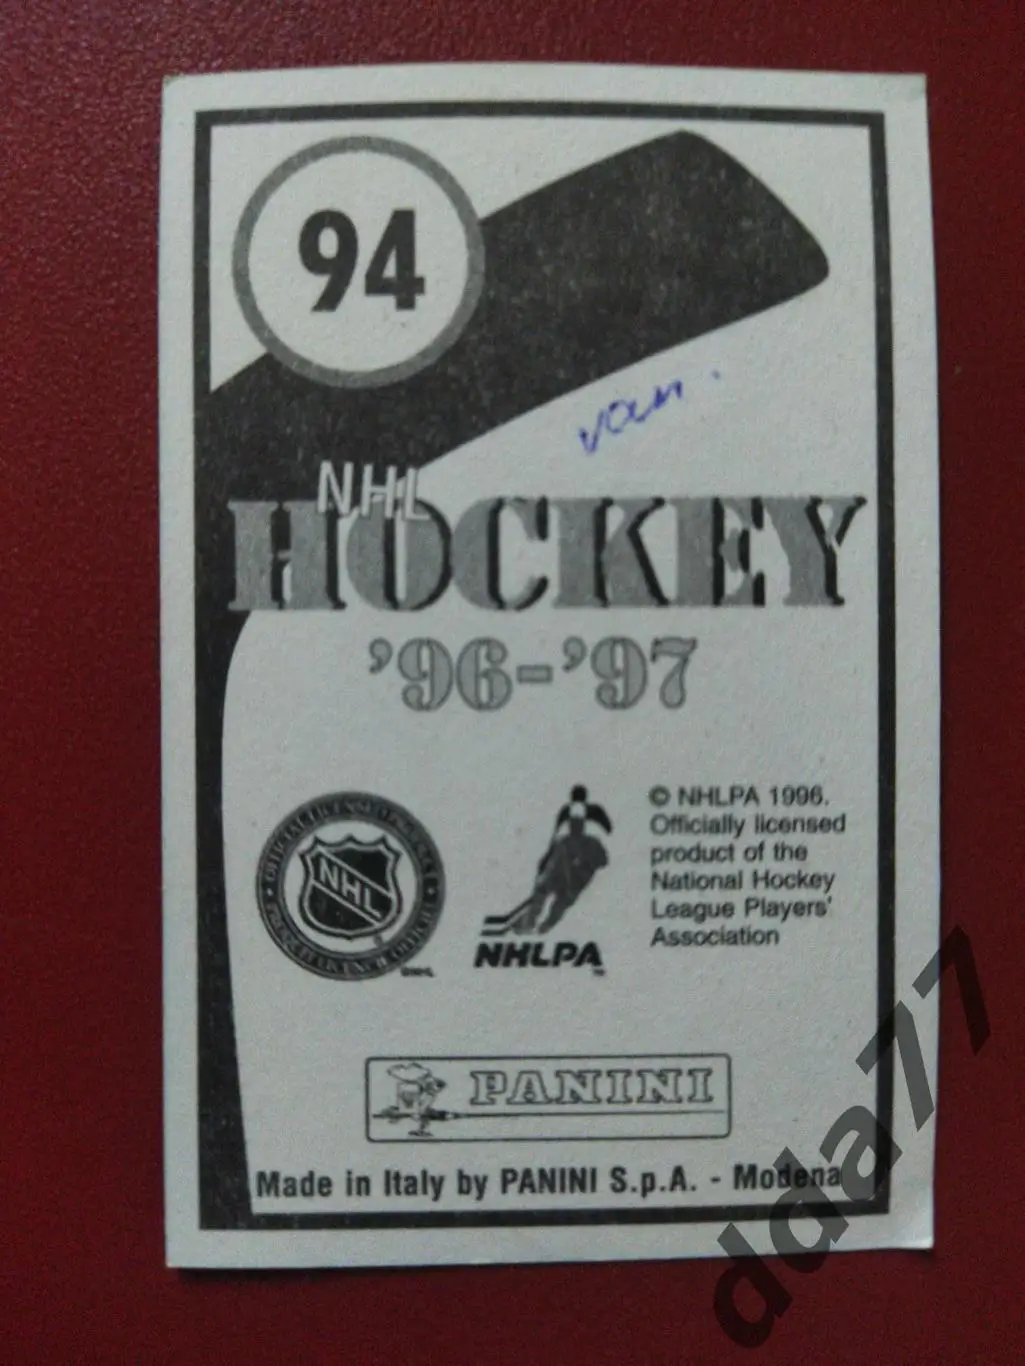 94
NHL
HOCKEY
'96-'97
NHL
NHLPA
© NHLPA 1996.
Officially licensed
product of the
National Hockey
League Players'
Association
PANINI
Made in Italy by PANINI S.p.A. - Modena
dda77